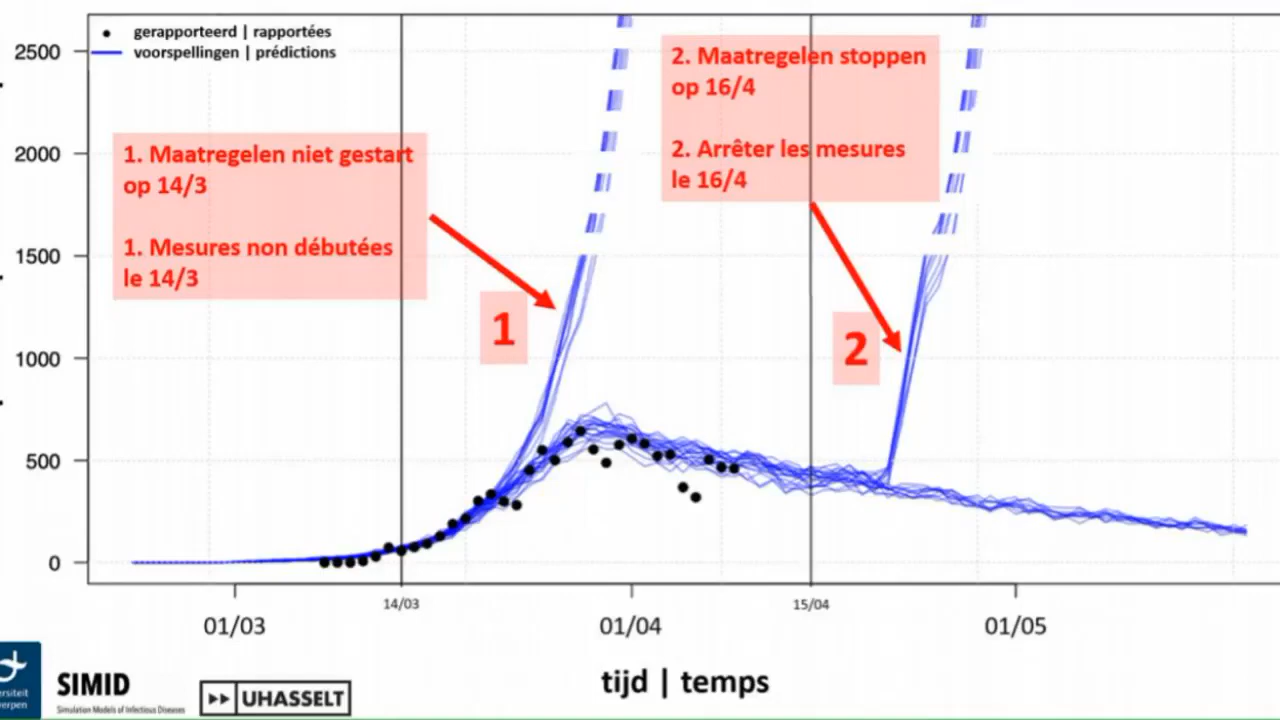 gerapporteerd | rapportées
voorspellingen | prédictions
2500
2000
1500
1000
500
0
1. Maatregelen niet gestart
op 14/3
1. Mesures non débutées
le 14/3
2. Maatregelen stoppen
op 16/4
2. Arrêter les mesures
le 16/4
1
2
14/03
15/04
01/03
01/04
01/05
tijd | temps
SIMID
Simulation Models of Infectious Diseases
UHASSELT